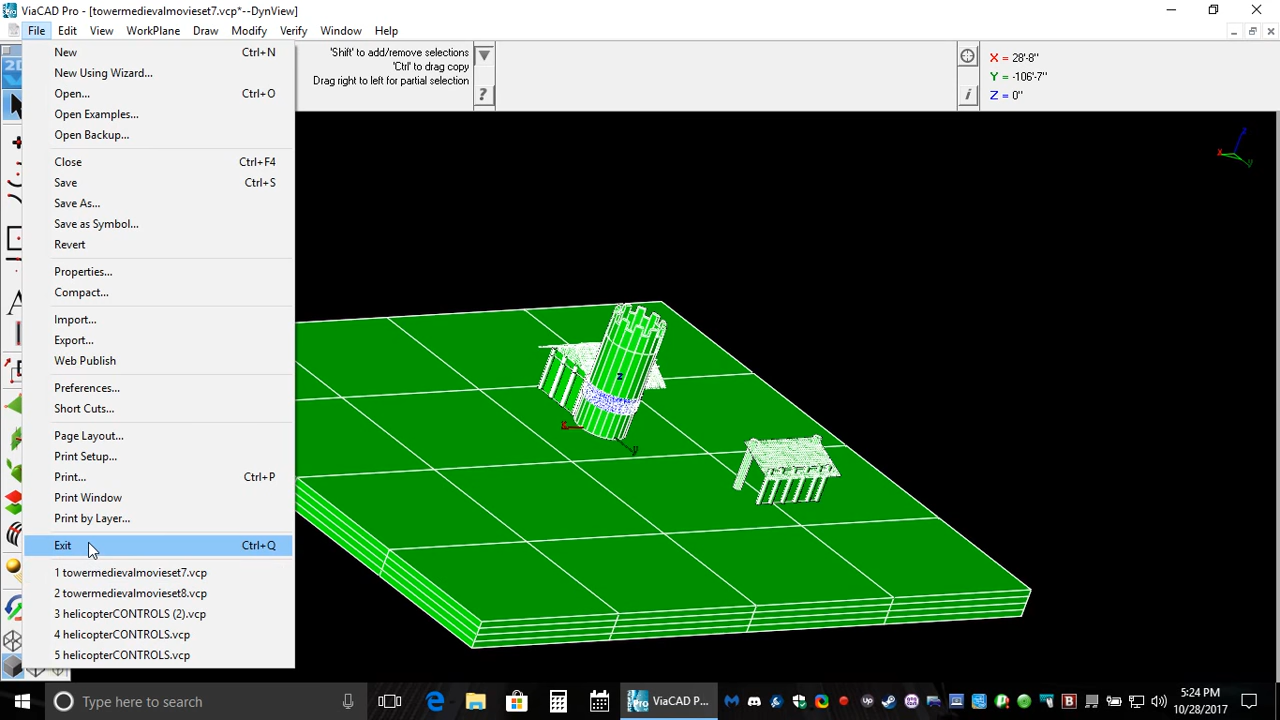 ViaCAD Pro - [towermedievalmovieset7.vcp*--DynView]
File Edit View WorkPlane Draw Modify Verify Window Help
New Ctrl+N
New Using Wizard...
Open... Ctrl+O
Open Examples...
Open Backup...
Close Ctrl+F4
Save Ctrl+S
Save As...
Save as Symbol...
Revert
Properties...
Compact...
Import...
Export...
Web Publish
Preferences...
Short Cuts...
Page Layout...
Print Setup...
Print... Ctrl+P
Print Window
Print by Layer...
Exit Ctrl+Q
1 towermedievalmovieset7.vcp
2 towermedievalmovieset8.vcp
3 helicopterCONTROLS (2).vcp
4 helicopterCONTROLS.vcp
5 helicopterCONTROLS.vcp
'Shift' to add/remove selections
'Ctrl' to drag copy
Drag right to left for partial selection
?
i
X = 28'-8"
Y = -106'-7"
Z = 0"
z
x
y
z
x
y
Type here to search
Pro
ViaCAD P...
5:24 PM
10/28/2017